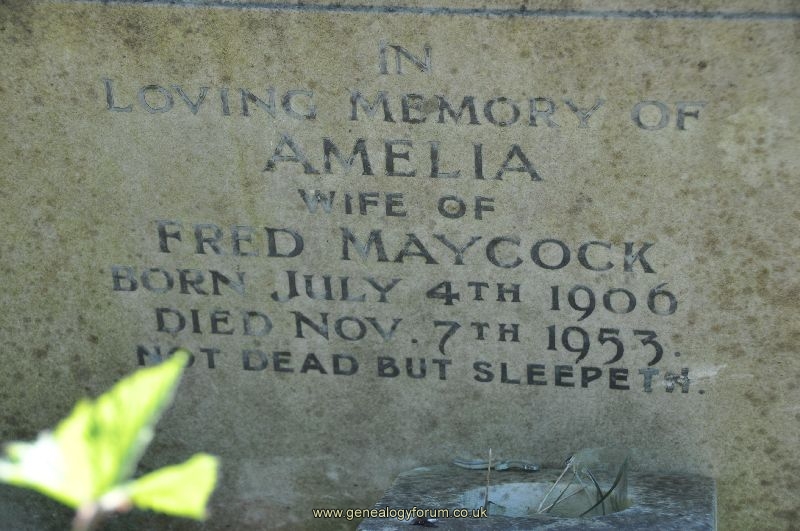 IN
LOVING MEMORY OF
AMELIA
WIFE OF
FRED MAYCOCK
BORN JULY 4TH 1906
DIED NOV. 7TH 1953.
NOT DEAD BUT SLEEPETH.
www.genealogyforum.co.uk